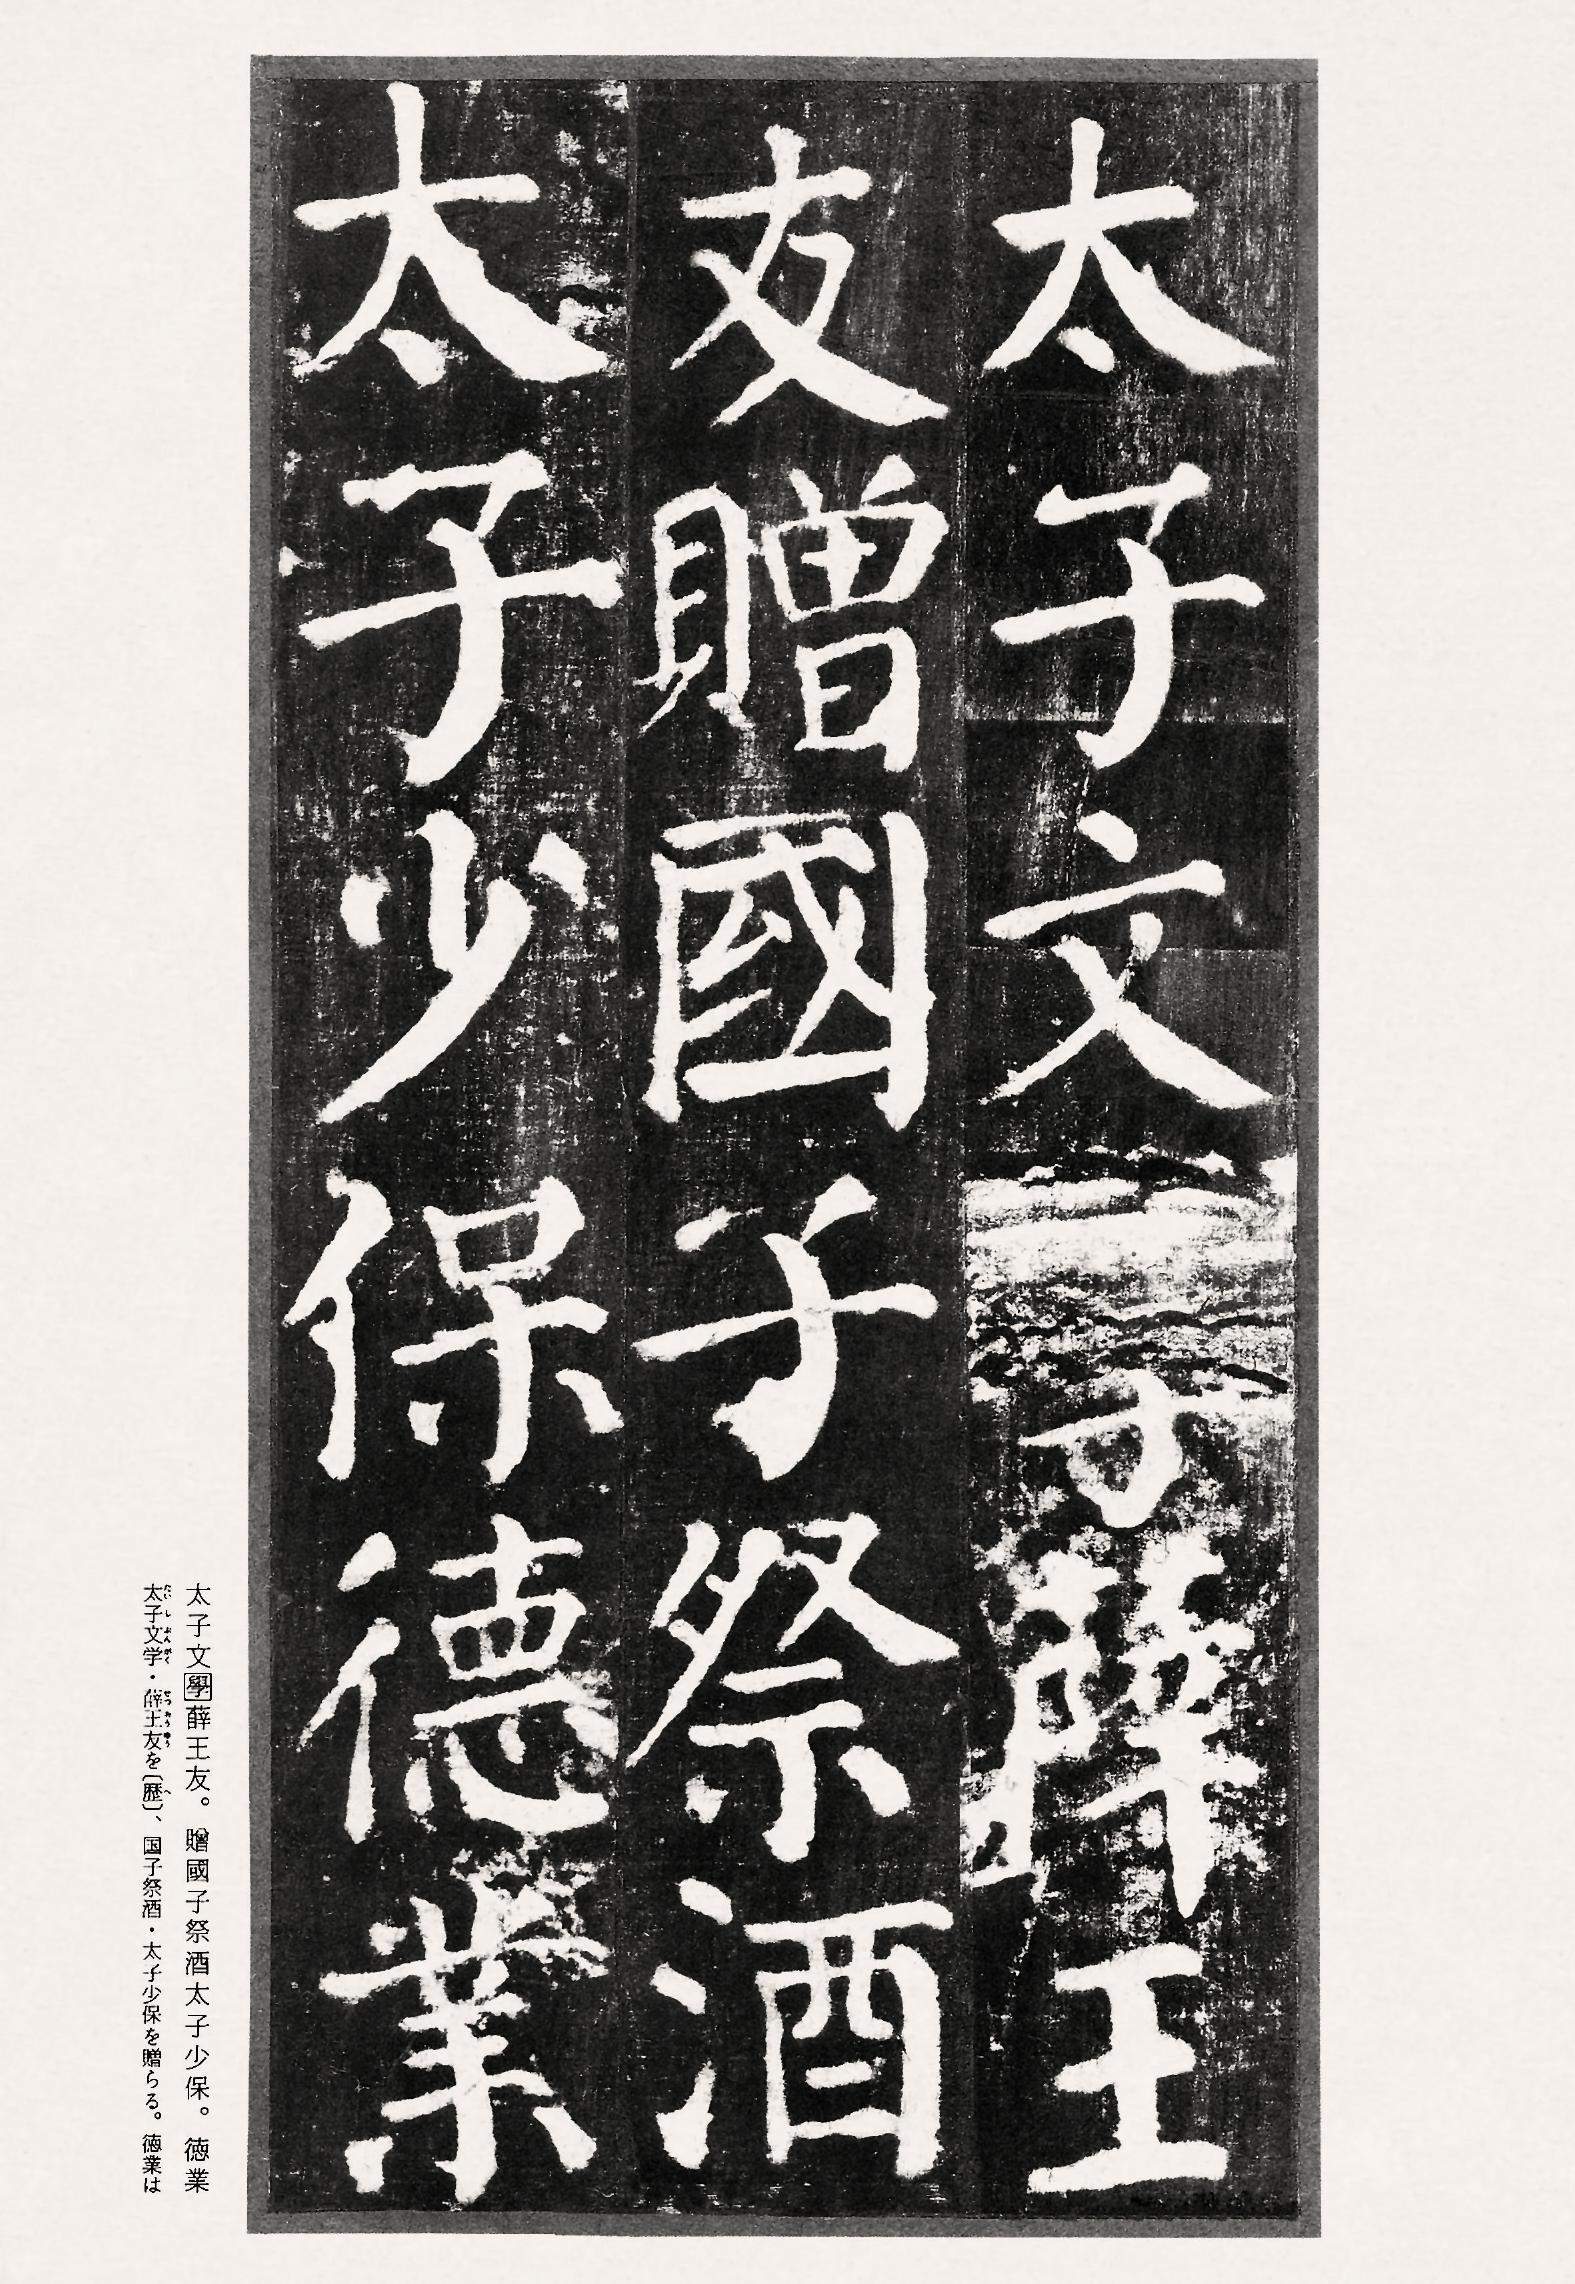 太子文學薛王
友贈國子祭酒
太子少保德業
太子文學薛王友。贈國子祭酒太子少保。徳業
太子文学・薛王友を〔歴〕、国子祭酒・太子少保を贈らる。徳業は